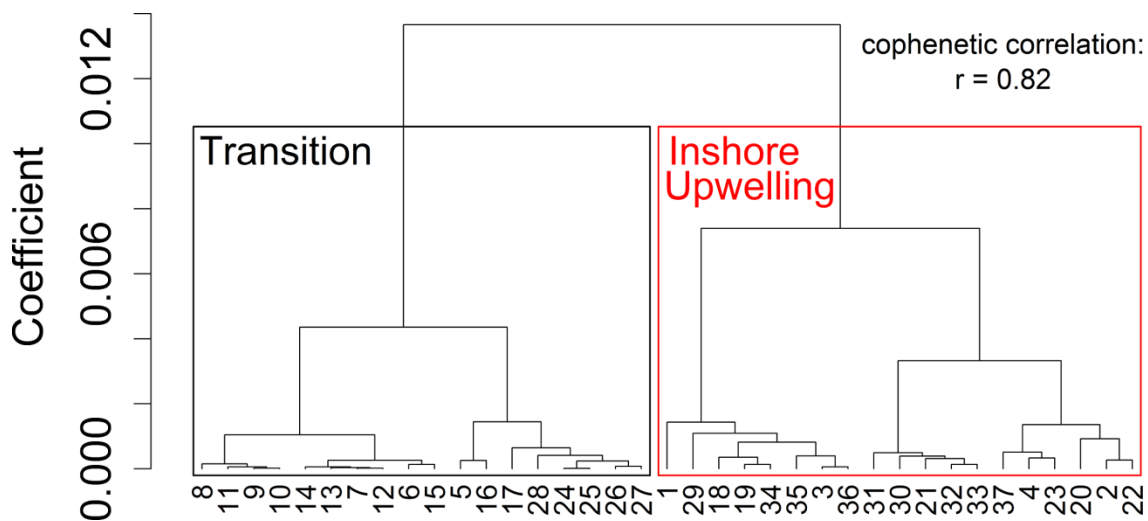 cophenetic correlation:
r = 0.82
Transition
Inshore
Upwelling
Coefficient
0.012
0.006
0.000
8 11 9 10 14 13 7 12 6 15 5 16 17 28 24 25 26 27 1 29 18 19 34 35 3 36 31 30 21 32 33 37 4 23 20 2 22